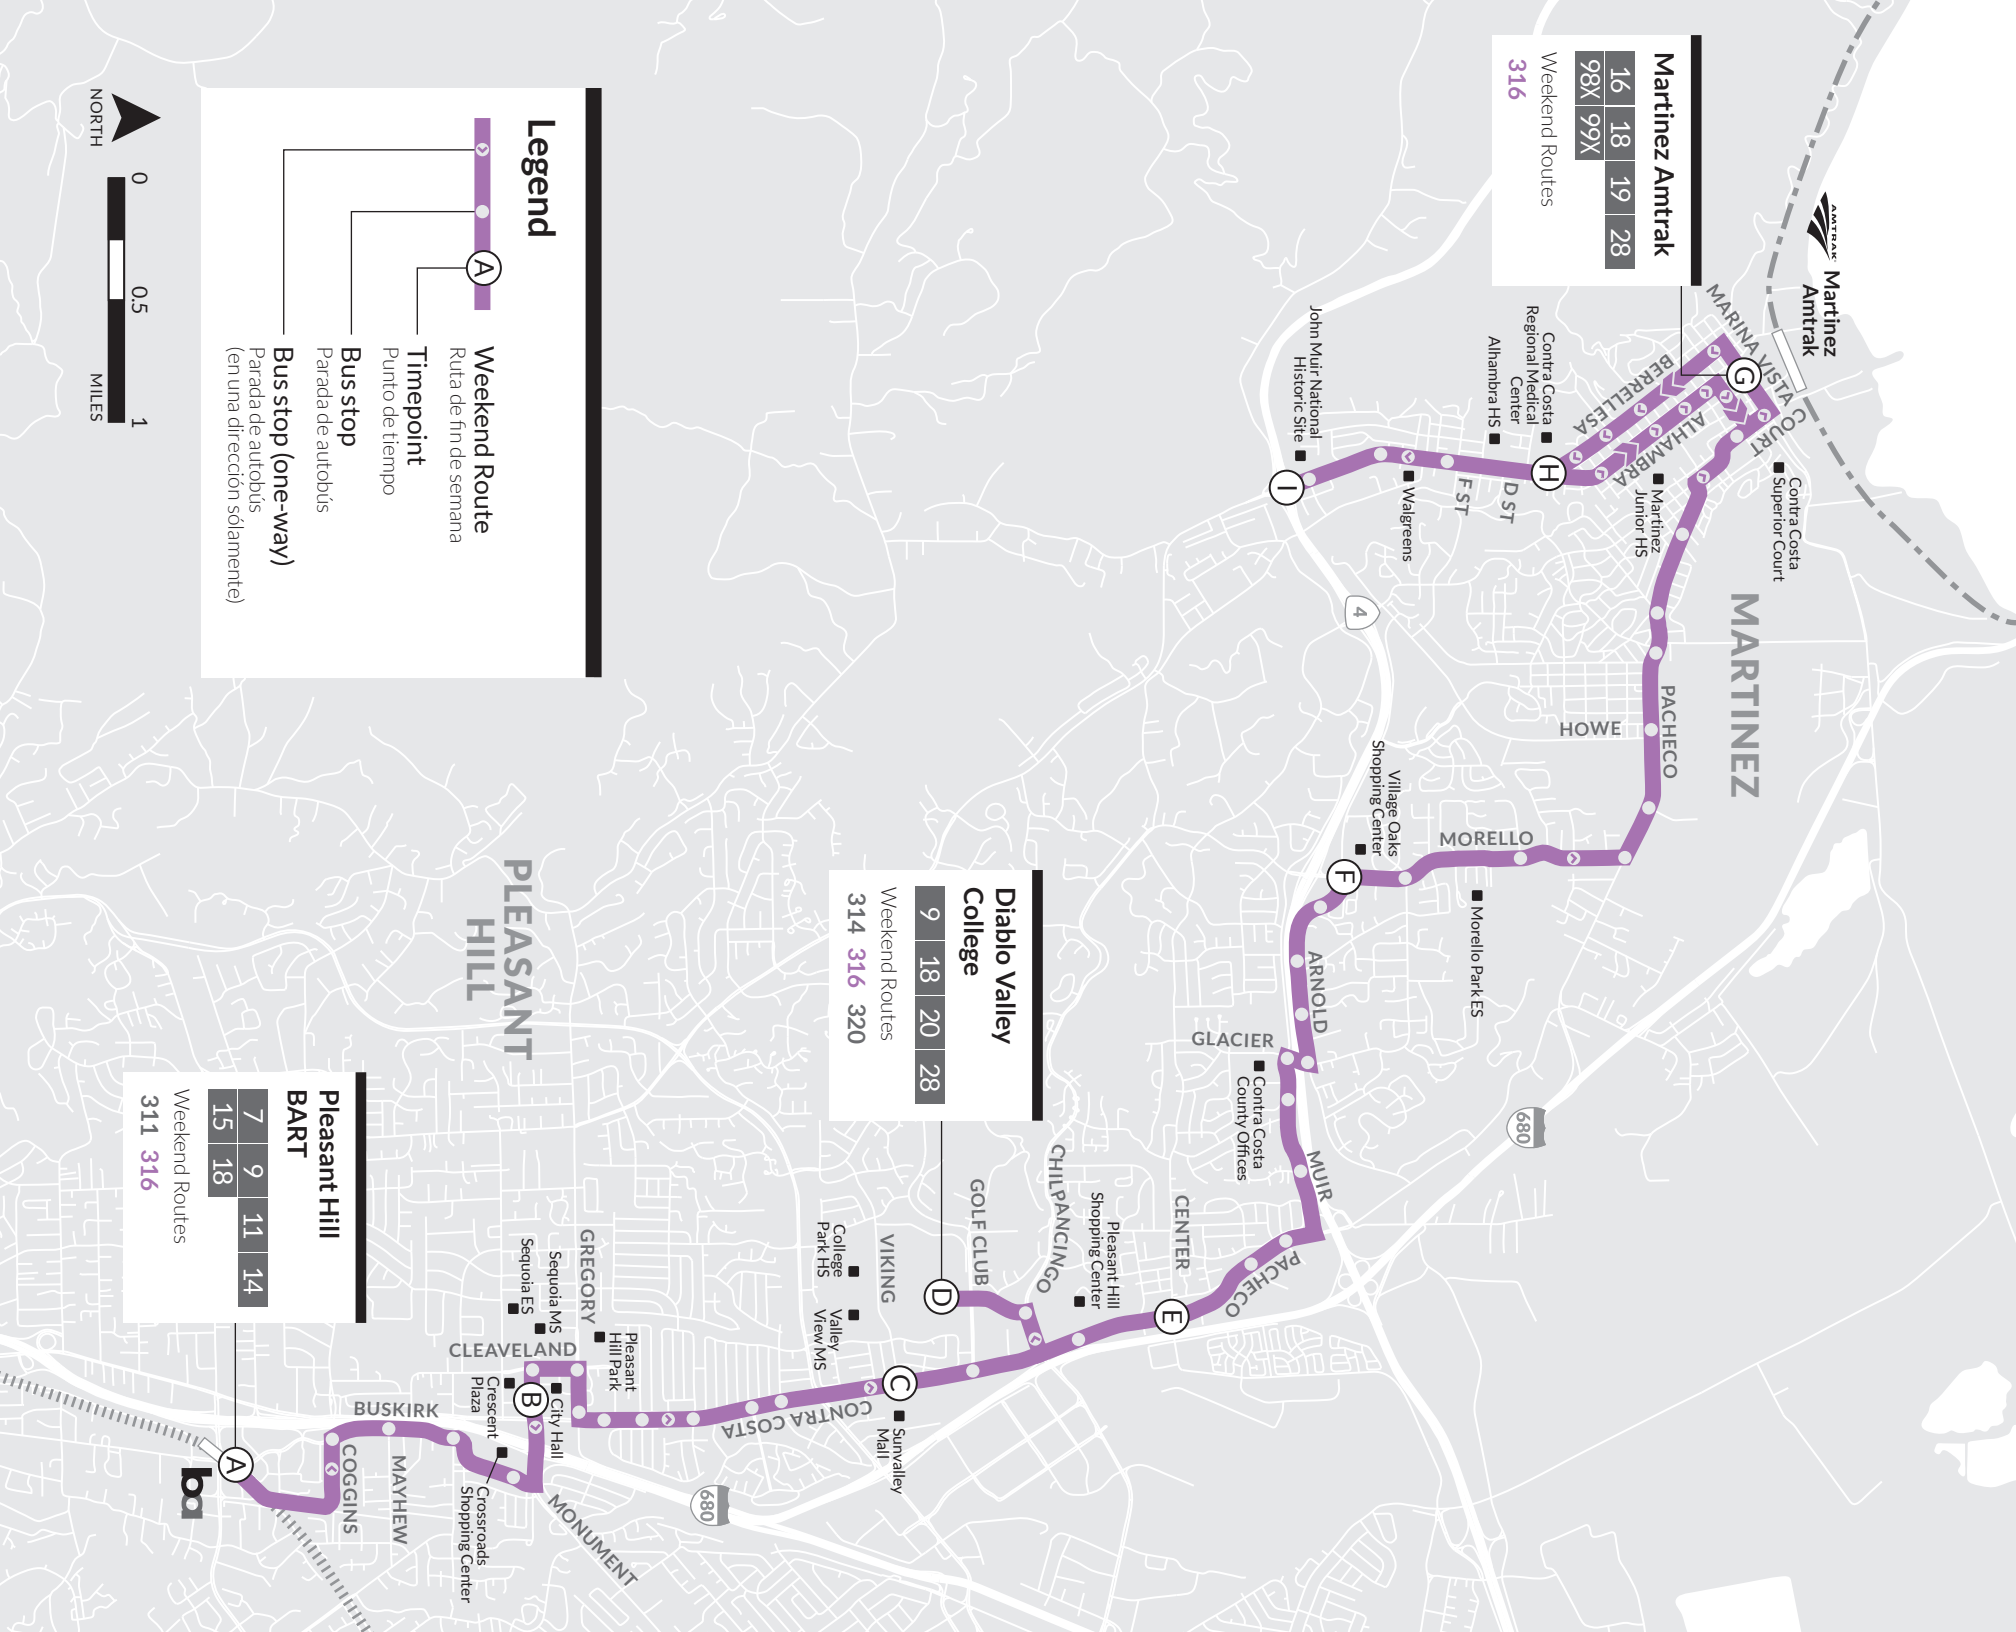 Martinez Amtrak
16 18 19 28
98X 99X
Weekend Routes
316
AMTRAK
Martinez
Amtrak
MARINA VISTA
COURT
BERRELLESA
ALHAMBRA
G
H
I
Contra Costa
Regional Medical
Center
Alhambra HS
John Muir National
Historic Site
Walgreens
F ST
D ST
Martinez
Junior HS
Contra Costa
Superior Court
MARTINEZ
PACHECO
HOWE
4
MORELLO
Village Oaks
Shopping Center
F
Morello Park ES
ARNOLD
GLACIER
Contra Costa
County Offices
MUIR
680
PACHECO
CENTER
E
Pleasant Hill
Shopping Center
CHILPANCINGO
GOLF CLUB
D
Diablo Valley
College
9 18 20 28
Weekend Routes
314 316 320
VIKING
College
Park HS
Valley
View MS
C
Sunvalley
Mall
CONTRA COSTA
680
PLEASANT
HILL
GREGORY
Pleasant
Hill Park
Sequoia MS
Sequoia ES
CLEAVELAND
B
City Hall
Crescent
Plaza
Crossroads
Shopping Center
MONUMENT
BUSKIRK
MAYHEW
COGGINS
A
ba
Pleasant Hill
BART
7 9 11 14
15 18
Weekend Routes
311 316
Legend
A
Weekend Route
Ruta de fin de semana
Timepoint
Punto de tiempo
Bus stop
Parada de autobús
Bus stop (one-way)
Parada de autobús
(en una dirección sólamente)
NORTH
0 0.5 1
MILES